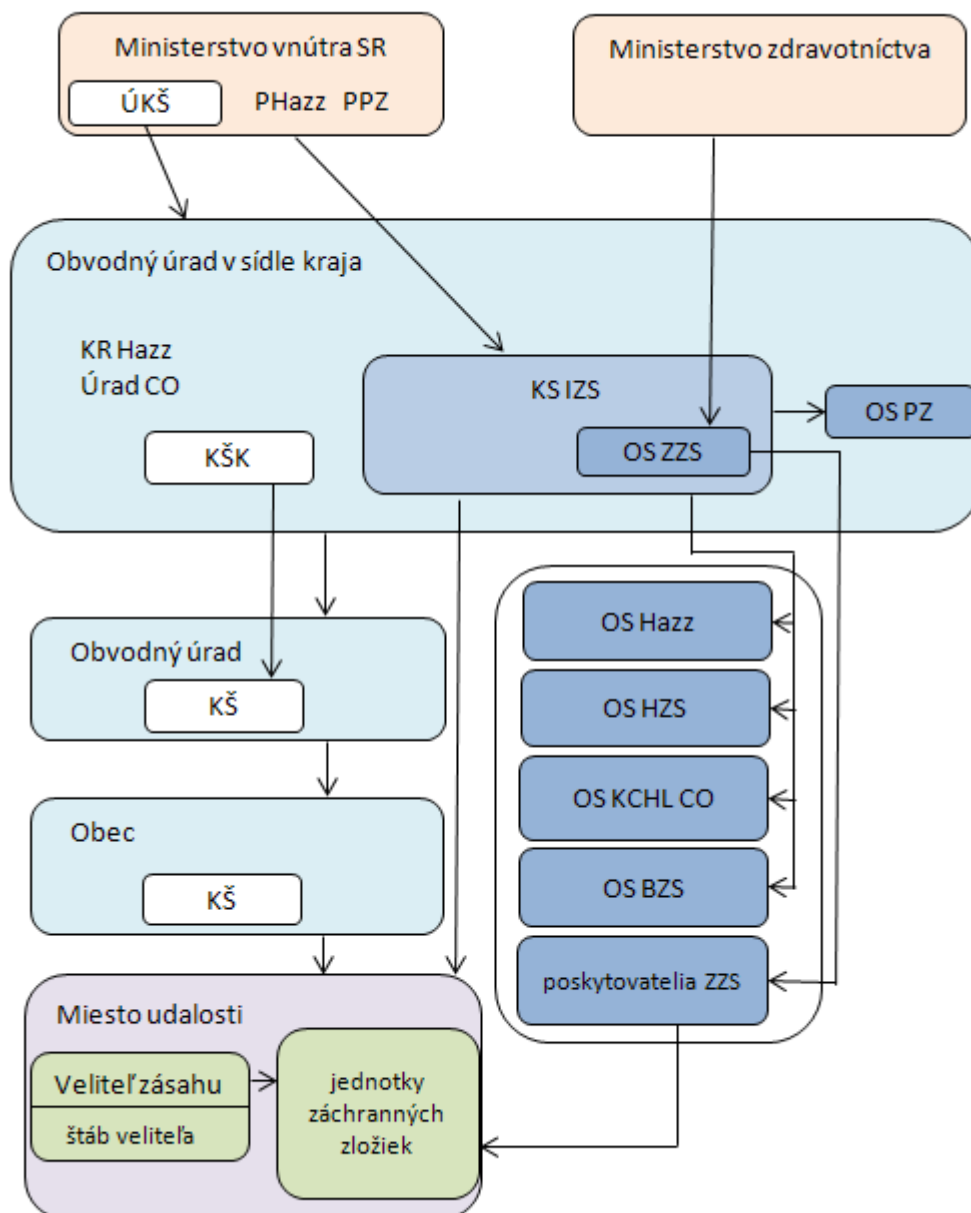 Ministerstvo vnútra SR
ÚKŠ
PHazz PPZ
Ministerstvo zdravotníctva
Obvodný úrad v sídle kraja
KR Hazz
Úrad CO
KS IZS
OS PZ
OS ZZS
KŠK
OS Hazz
Obvodný úrad
KŠ
OS HZS
OS KCHL CO
Obec
KŠ
OS BZS
poskytovatelia ZZS
Miesto udalosti
Veliteľ zásahu
štáb veliteľa
jednotky
záchranných
zložiek